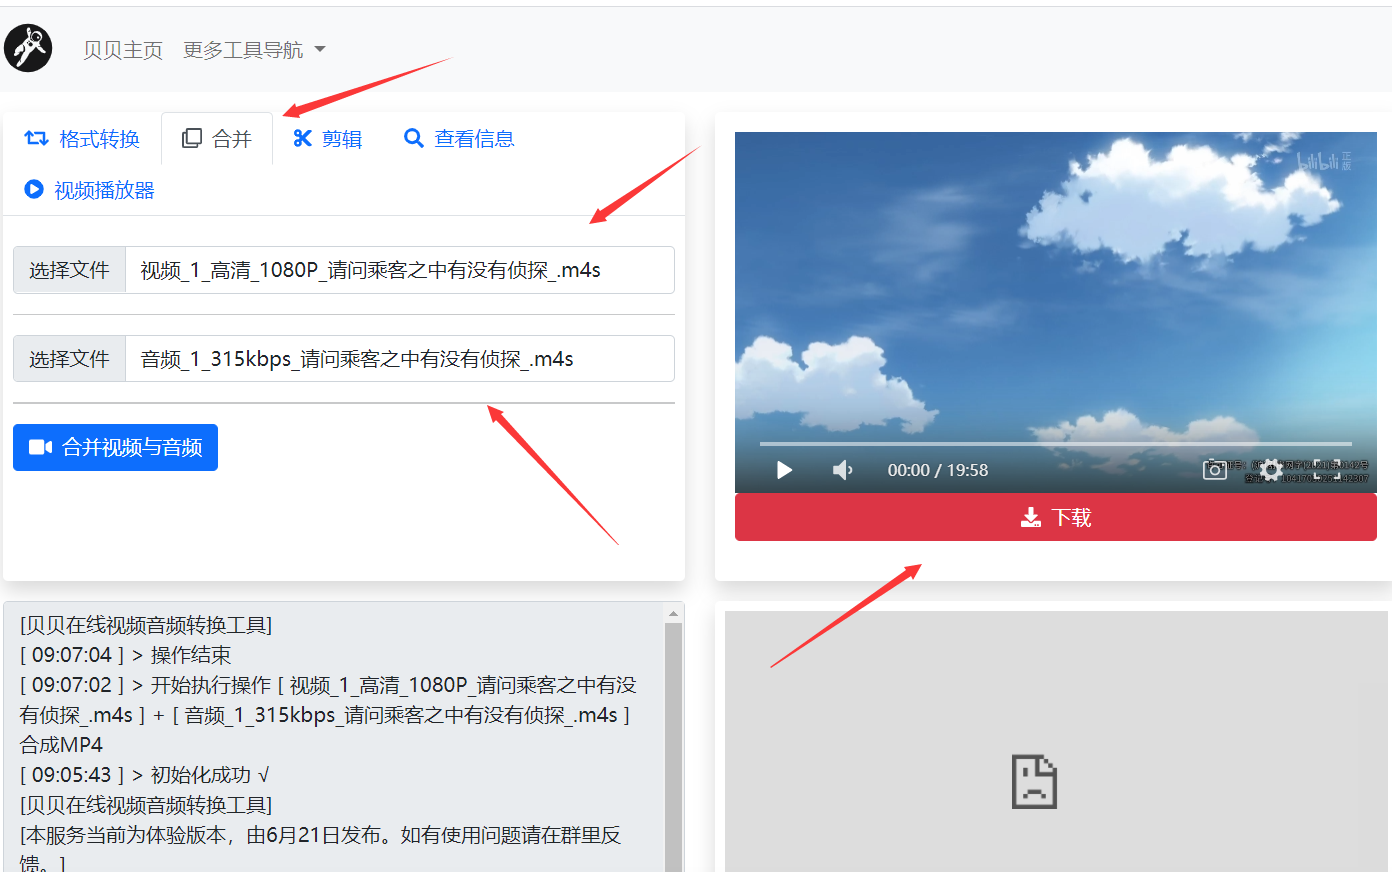 贝贝主页 更多工具导航
格式转换 合并 剪辑 查看信息
视频播放器
选择文件 视频_1_高清_1080P_请问乘客之中有没有侦探_.m4s
选择文件 音频_1_315kbps_请问乘客之中有没有侦探_.m4s
合并视频与音频
bilibili 正版
00:00 / 19:58
下载
[贝贝在线视频音频转换工具]
[ 09:07:04 ] > 操作结束
[ 09:07:02 ] > 开始执行操作 [ 视频_1_高清_1080P_请问乘客之中有没
有侦探_.m4s ] + [ 音频_1_315kbps_请问乘客之中有没有侦探_.m4s ]
合成MP4
[ 09:05:43 ] > 初始化成功 √
[贝贝在线视频音频转换工具]
[本服务当前为体验版本，由6月21日发布。如有使用问题请在群里反
馈。]